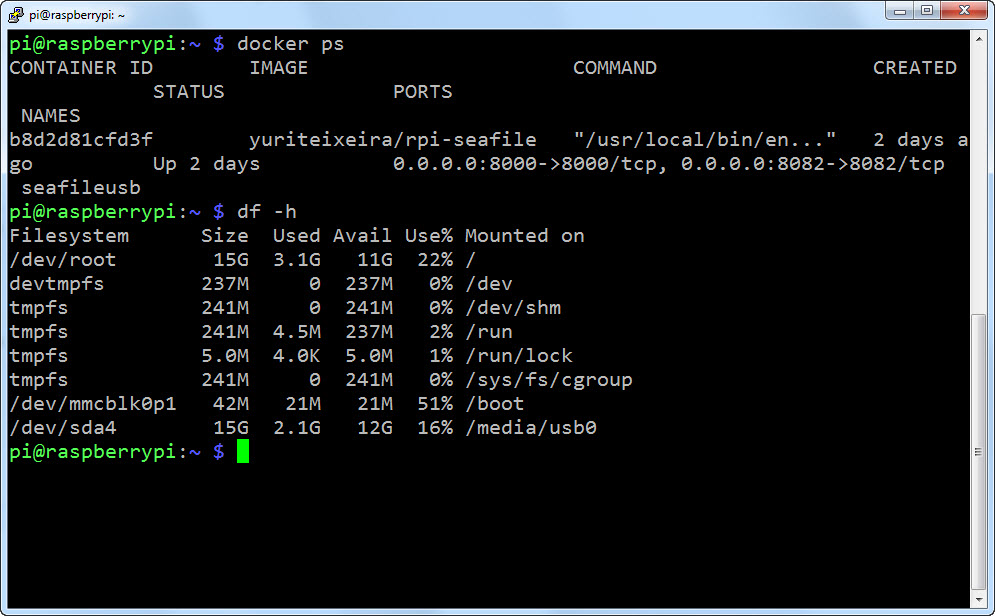 pi@raspberrypi: ~
pi@raspberrypi:~ $ docker ps
CONTAINER ID        IMAGE                      COMMAND                  CREATED
            STATUS              PORTS
 NAMES
b8d2d81cfd3f        yuriteixeira/rpi-seafile   "/usr/local/bin/en..."   2 days a
go          Up 2 days           0.0.0.0:8000->8000/tcp, 0.0.0.0:8082->8082/tcp
 seafileusb
pi@raspberrypi:~ $ df -h
Filesystem      Size  Used Avail Use% Mounted on
/dev/root        15G  3.1G   11G  22% /
devtmpfs        237M     0  237M   0% /dev
tmpfs           241M     0  241M   0% /dev/shm
tmpfs           241M  4.5M  237M   2% /run
tmpfs           5.0M  4.0K  5.0M   1% /run/lock
tmpfs           241M     0  241M   0% /sys/fs/cgroup
/dev/mmcblk0p1   42M   21M   21M  51% /boot
/dev/sda4        15G  2.1G   12G  16% /media/usb0
pi@raspberrypi:~ $